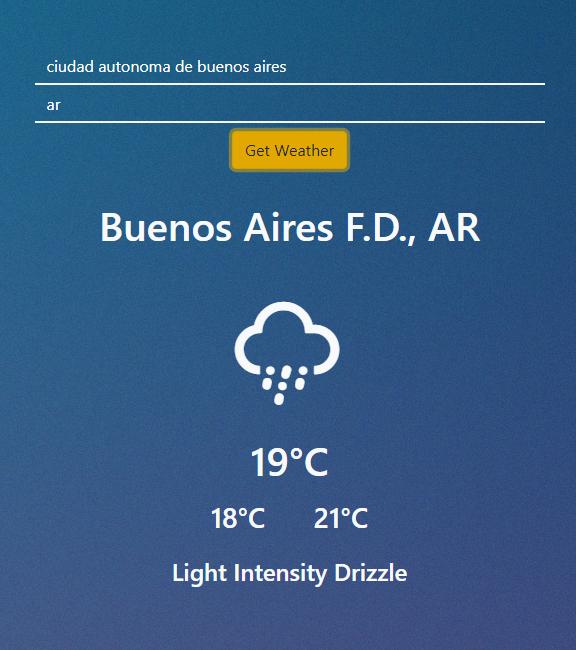 ciudad autonoma de buenos aires
ar
Get Weather
Buenos Aires F.D., AR
19°C
18°C 21°C
Light Intensity Drizzle